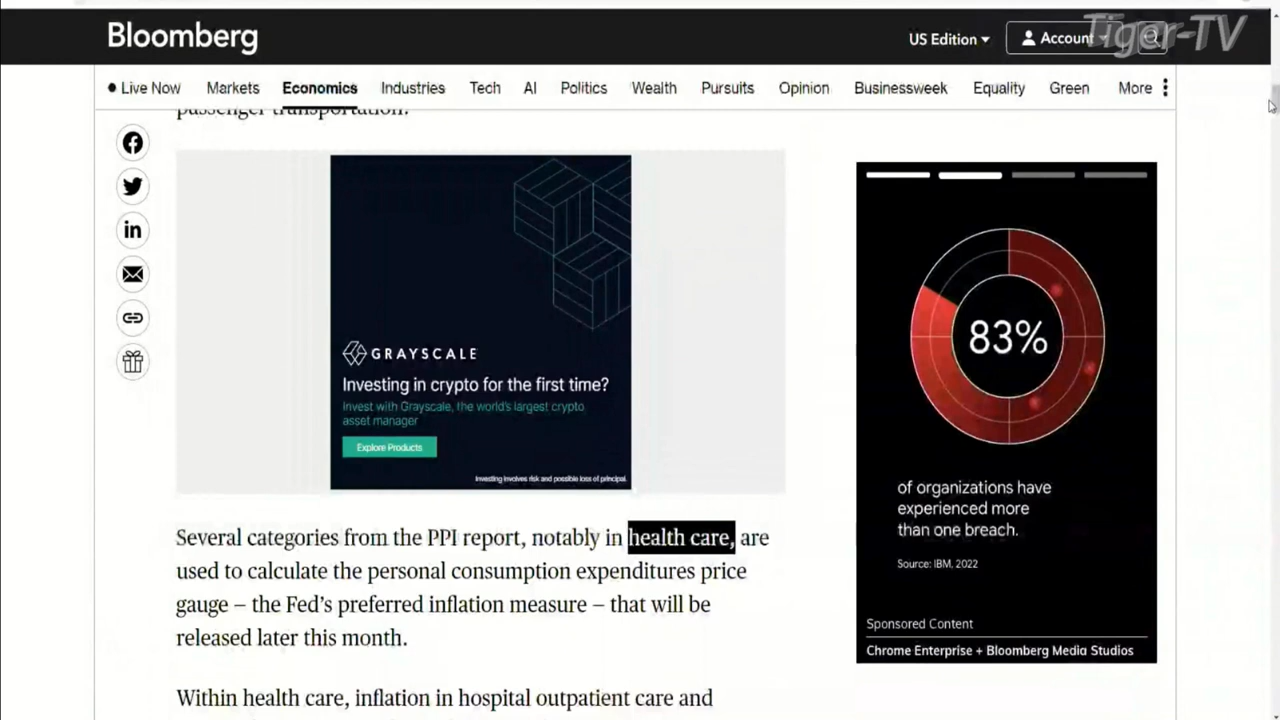 Bloomberg
US Edition
Account
Tiger-TV
Live Now
Markets
Economics
Industries
Tech
AI
Politics
Wealth
Pursuits
Opinion
Businessweek
Equality
Green
More
passenger transportation.
in
GRAYSCALE
Investing in crypto for the first time?
Invest with Grayscale, the world's largest crypto
asset manager
Explore Products
Investing involves risk and possible loss of principal.
83%
of organizations have
experienced more
than one breach.
Source: IBM, 2022
Sponsored Content
Chrome Enterprise + Bloomberg Media Studios
Several categories from the PPI report, notably in health care, are
used to calculate the personal consumption expenditures price
gauge – the Fed's preferred inflation measure – that will be
released later this month.
Within health care, inflation in hospital outpatient care and